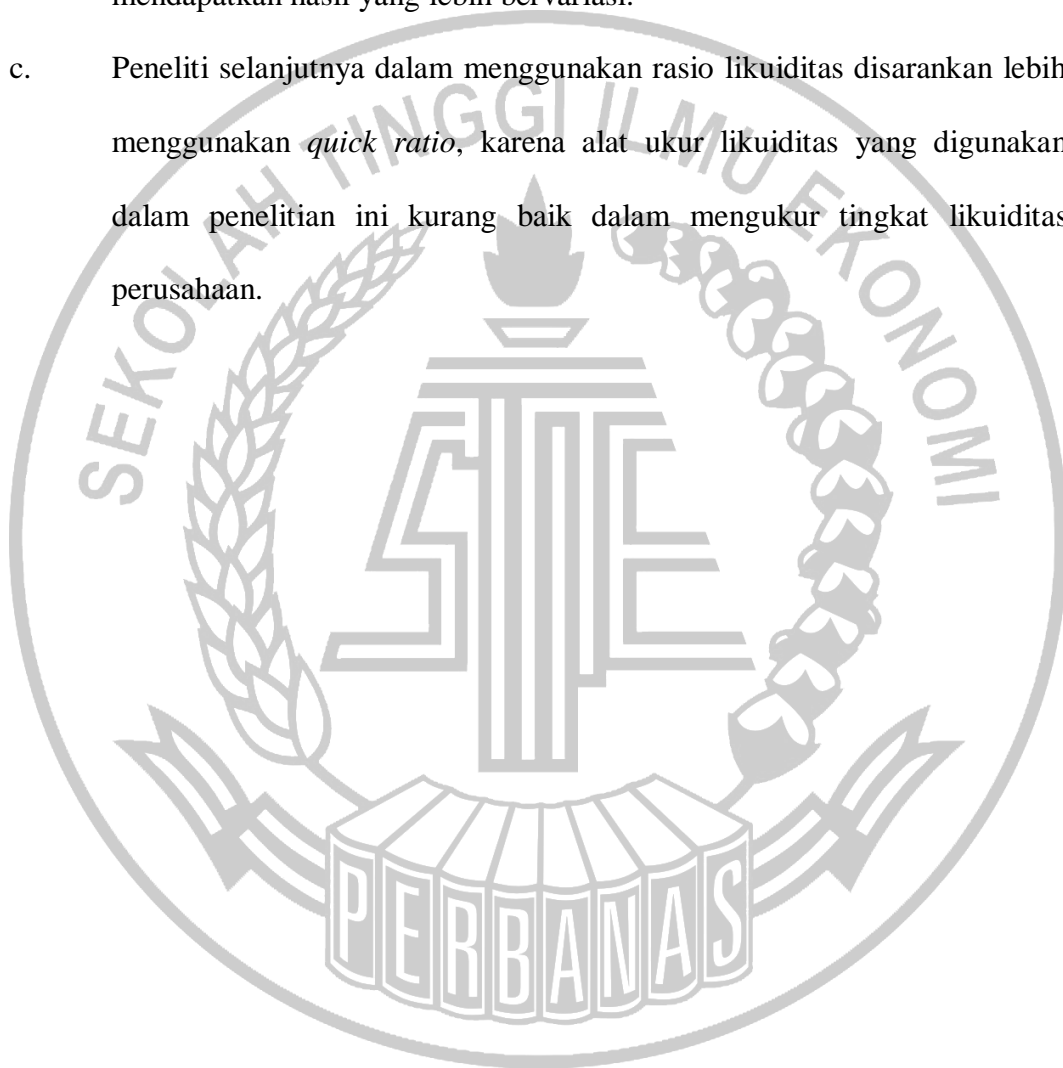 mendapatkan hasil yang lebih bervariasi.
c. Peneliti selanjutnya dalam menggunakan rasio likuiditas disarankan lebih
menggunakan quick ratio, karena alat ukur likuiditas yang digunakan
dalam penelitian ini kurang baik dalam mengukur tingkat likuiditas
perusahaan.
SEKOLAH TINGGI ILMU EKONOMI
STIE
PERBANAS